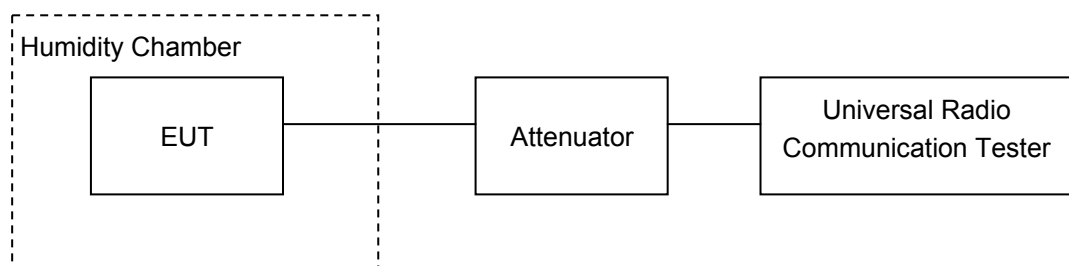 Humidity Chamber
EUT
Attenuator
Universal Radio
Communication Tester